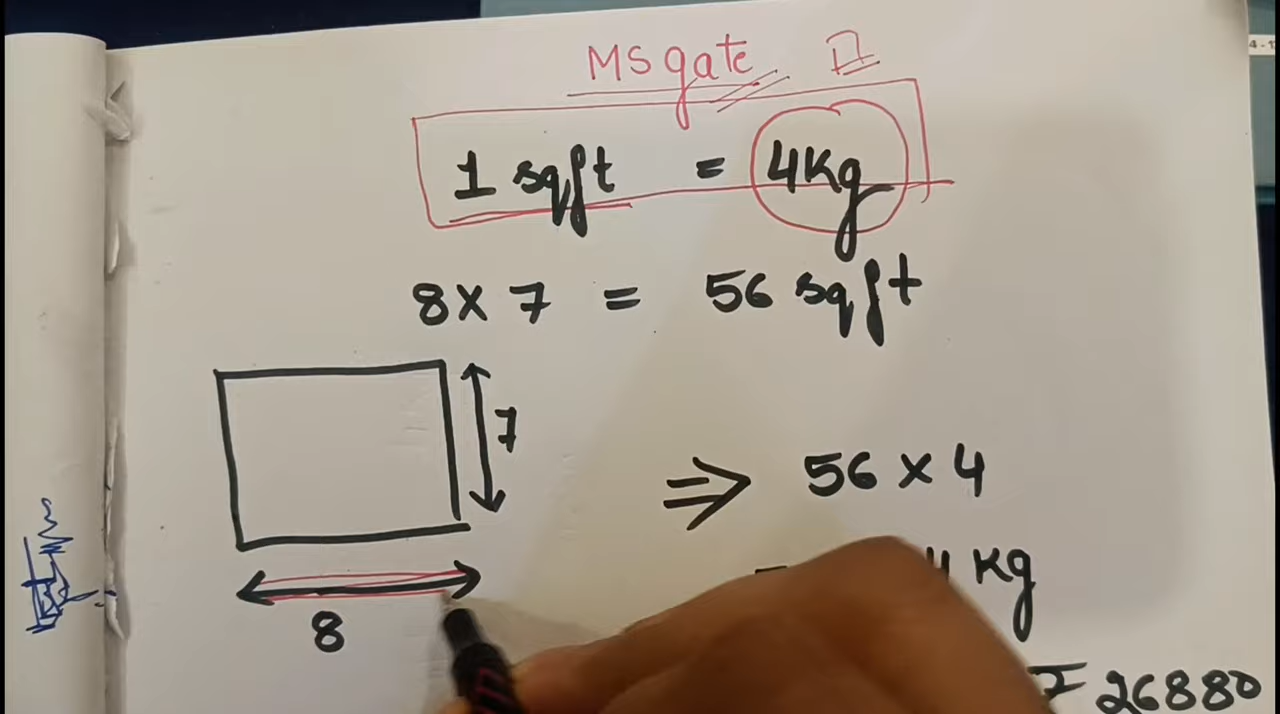 MS gate
1 sqft = 4Kg
8 x 7 = 56 sqft
7
⇒ 56 x 4
Kg
8
26880